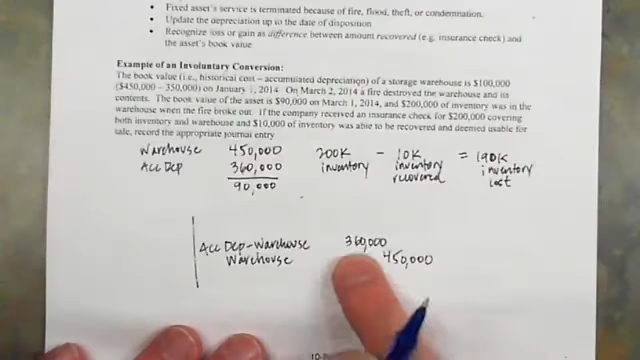 • Fixed asset's service is terminated because of fire, flood, theft, or condemnation.
• Update the depreciation up to the date of disposition
• Recognize loss or gain as difference between amount recovered (e.g. insurance check) and
the asset's book value
Example of an Involuntary Conversion:
The book value (i.e., historical cost – accumulated depreciation) of a storage warehouse is $100,000
($450,000 – 350,000) on January 1, 2014. On March 2, 2014 a fire destroyed the warehouse and its
contents. The book value of the asset is $90,000 on March 1, 2014, and $200,000 of inventory was in the
warehouse when the fire broke out. If the company received an insurance check for $200,000 covering
both inventory and warehouse and $10,000 of inventory was able to be recovered and deemed usable for
sale, record the appropriate journal entry
Warehouse 450,000 200K – 10K = 190K
Acc Dep 360,000 inventory inventory inventory
90,000 recovered lost
Acc Dep-Warehouse 360,000
Warehouse 450,000